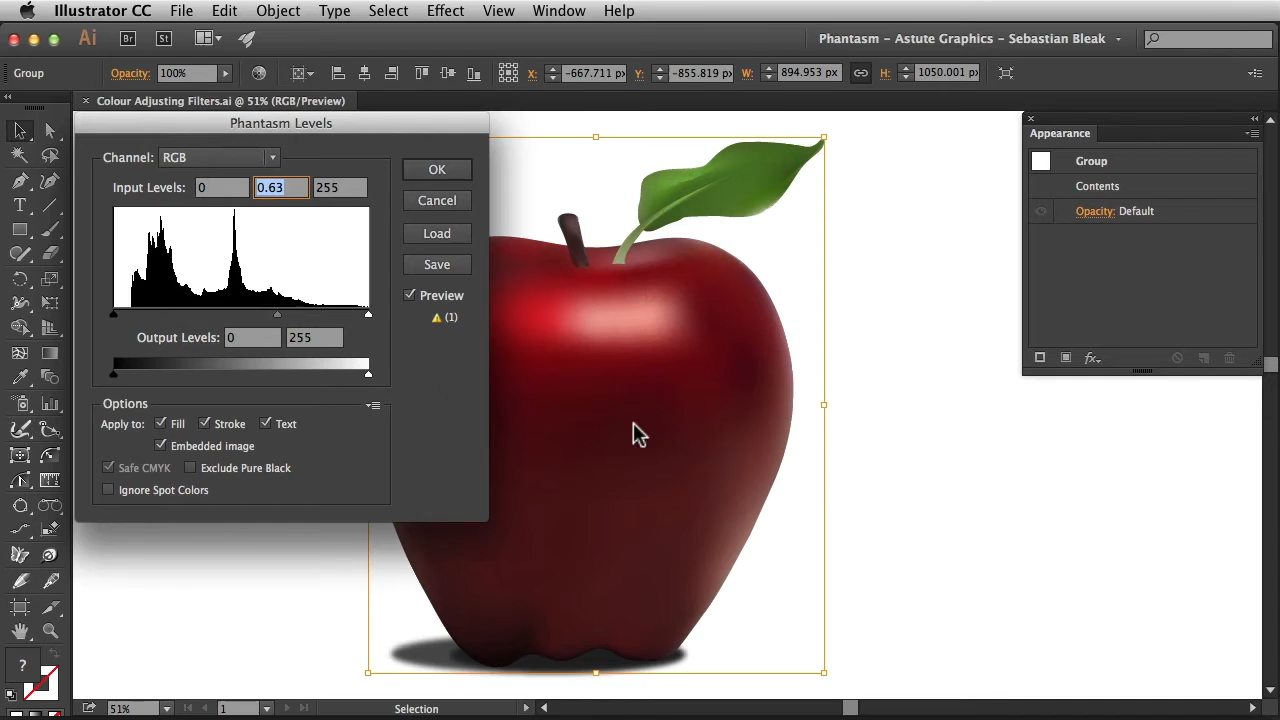 Illustrator CC File Edit Object Type Select Effect View Window Help
Ai Br St Phantasm – Astute Graphics – Sebastian Bleak
Group Opacity: 100% X: -667.711 px Y: -855.819 px W: 894.953 px H: 1050.001 px
× Colour Adjusting Filters.ai @ 51% (RGB/Preview)
Phantasm Levels
Channel: RGB
Input Levels: 0 0.63 255
Output Levels: 0 255
OK
Cancel
Load
Save
Preview
(1)
Options
Apply to: Fill Stroke Text
Embedded image
Safe CMYK Exclude Pure Black
Ignore Spot Colors
Appearance
Group
Contents
Opacity: Default
fx
T
?
51% 1 Selection